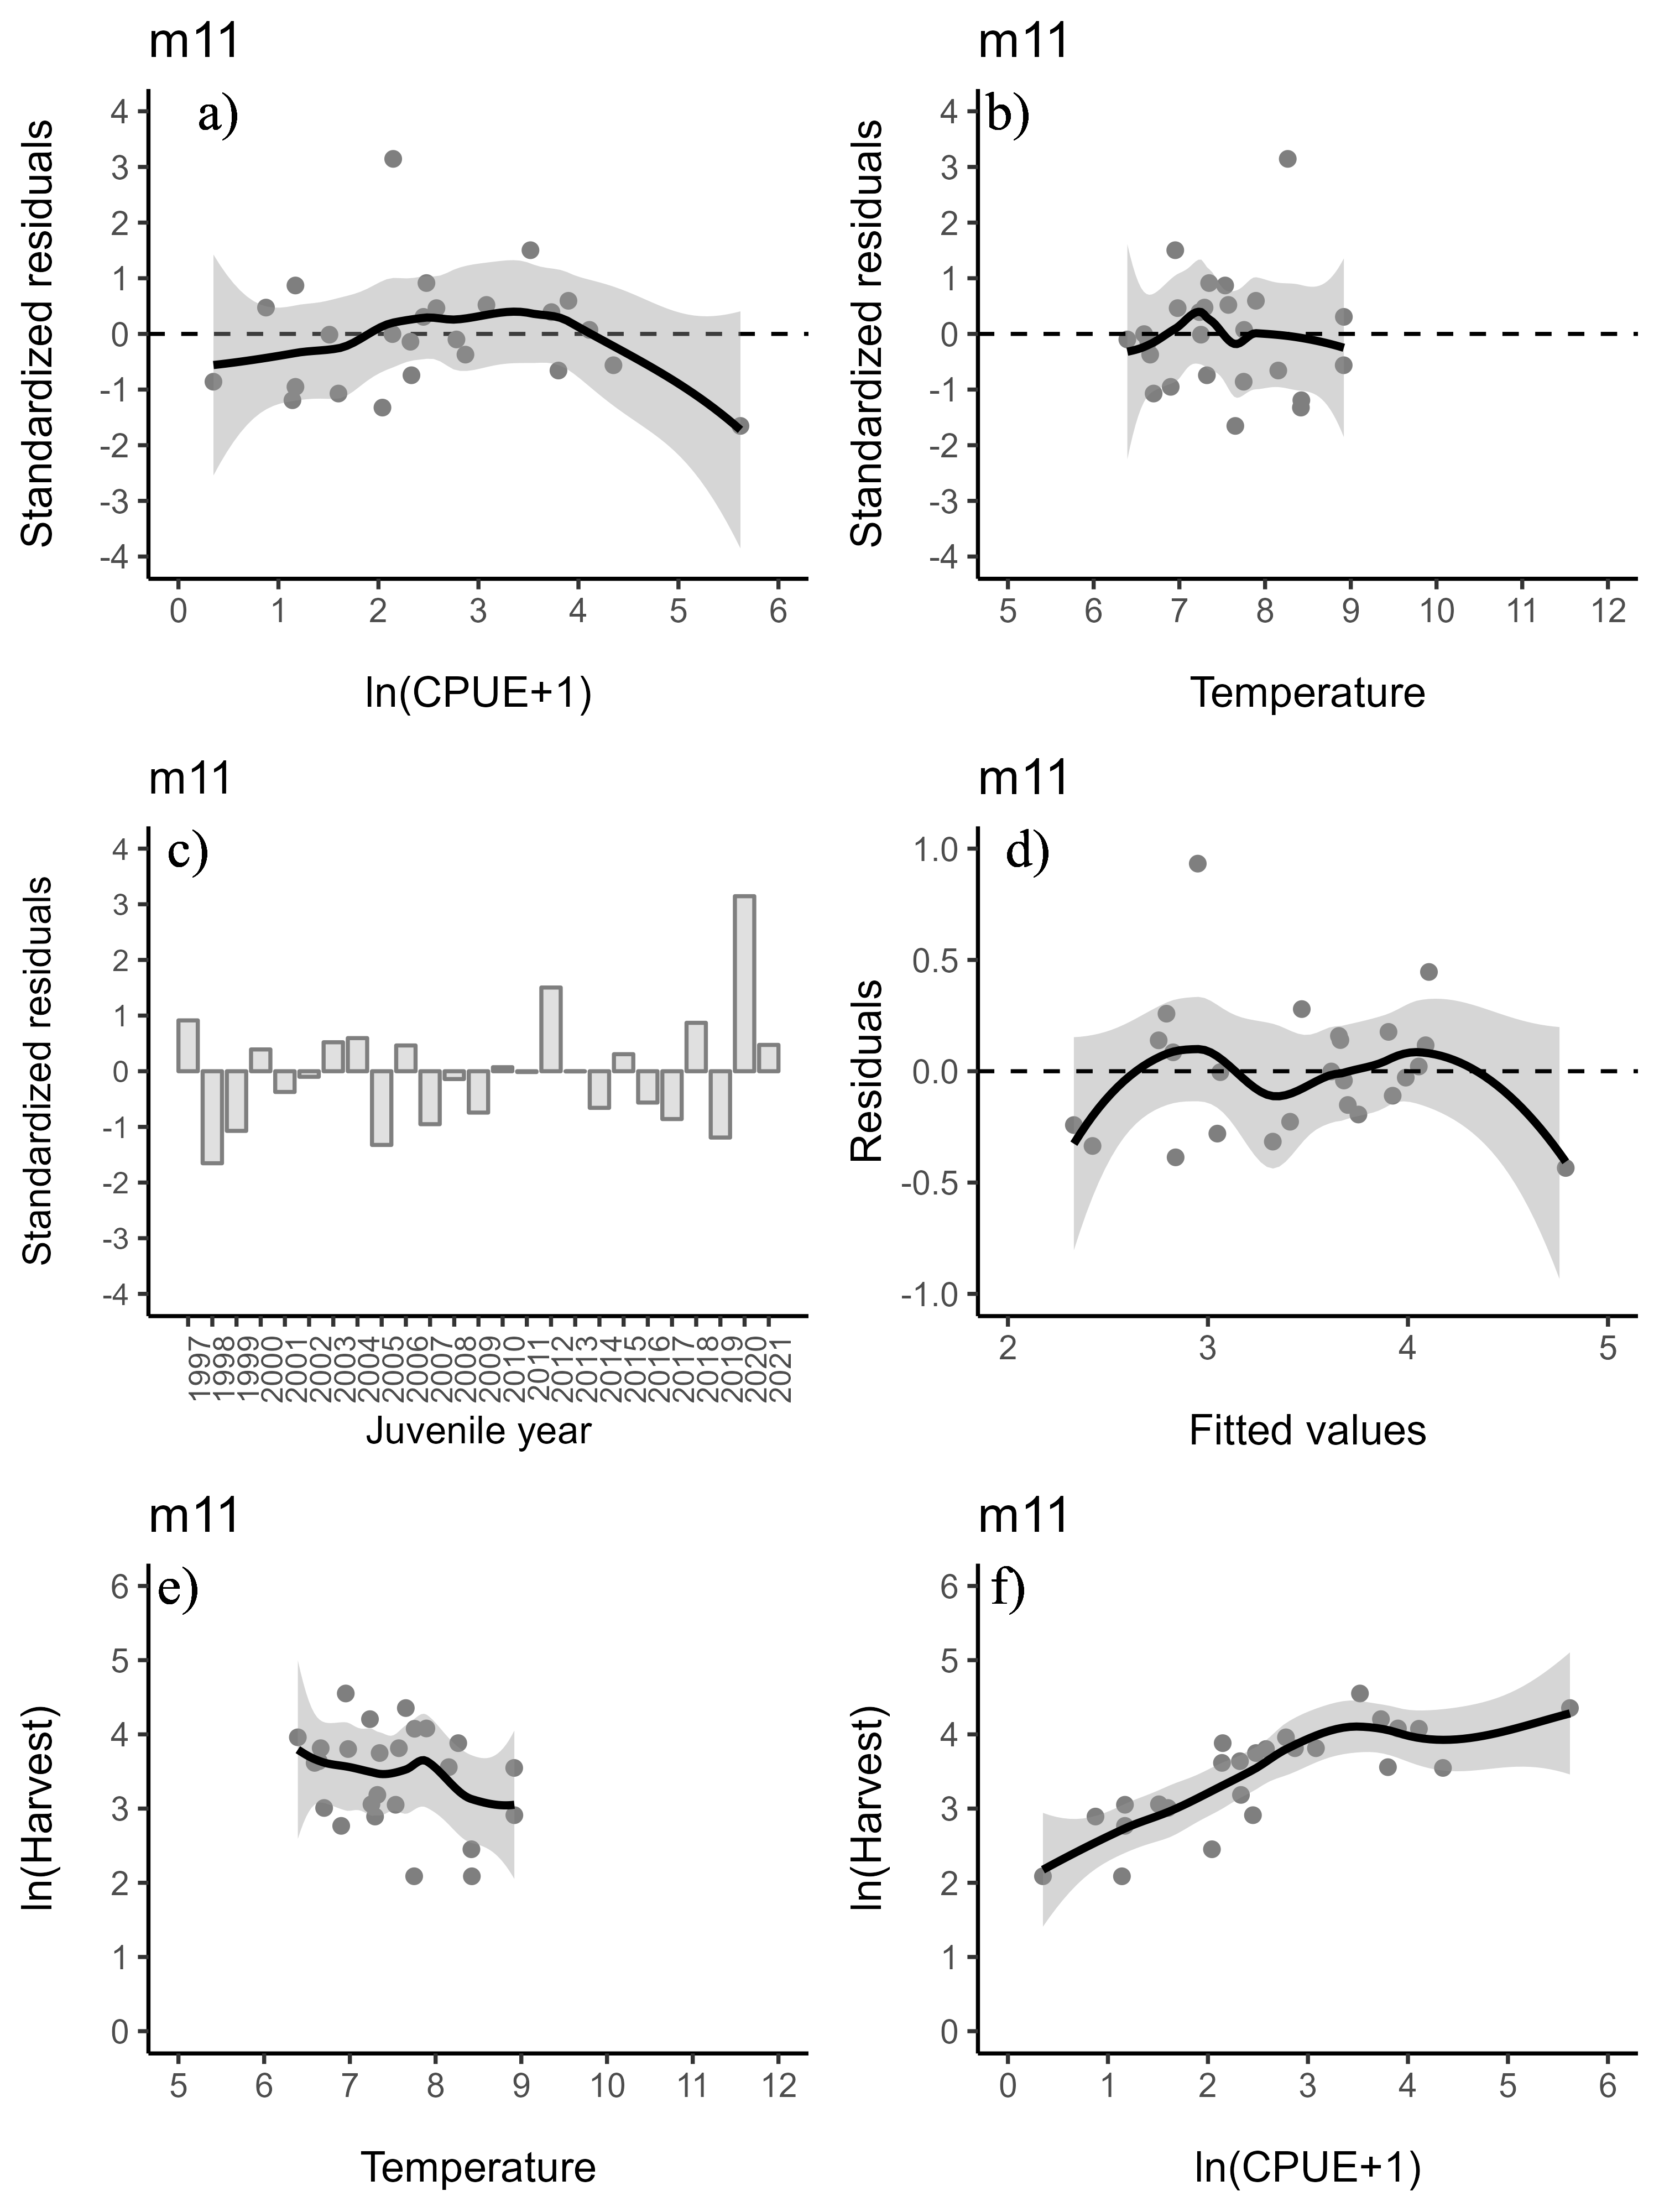 m11
a)
Standardized residuals
4
3
2
1
0
-1
-2
-3
-4
0 1 2 3 4 5 6
ln(CPUE+1)
m11
b)
Standardized residuals
4
3
2
1
0
-1
-2
-3
-4
5 6 7 8 9 10 11 12
Temperature
m11
c)
Standardized residuals
4
3
2
1
0
-1
-2
-3
-4
1997
1998
1999
2000
2001
2002
2003
2004
2005
2006
2007
2008
2009
2010
2011
2012
2013
2014
2015
2016
2017
2018
2019
2020
2021
Juvenile year
m11
d)
Residuals
1.0
0.5
0.0
-0.5
-1.0
2 3 4 5
Fitted values
m11
e)
ln(Harvest)
6
5
4
3
2
1
0
5 6 7 8 9 10 11 12
Temperature
m11
f)
ln(Harvest)
6
5
4
3
2
1
0
0 1 2 3 4 5 6
ln(CPUE+1)